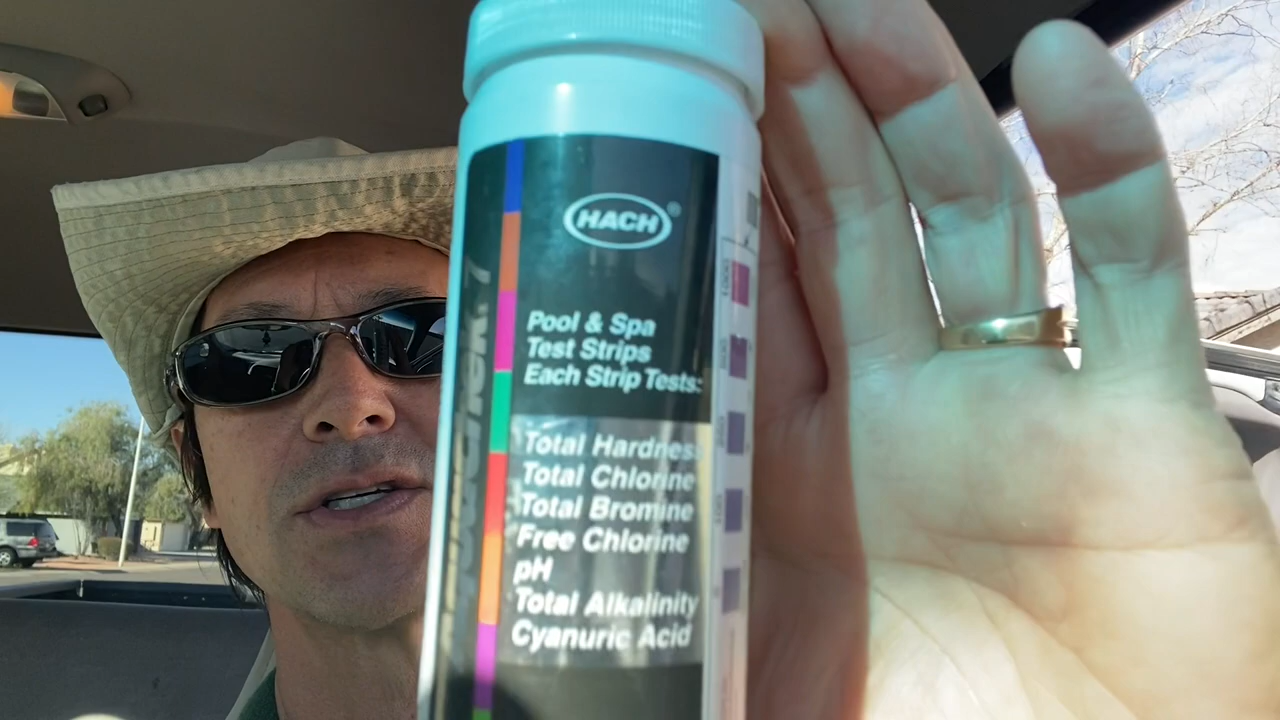 HACH®
Pool & Spa
Test Strips
Each Strip Tests:
Total Hardness
Total Chlorine
Total Bromine
Free Chlorine
pH
Total Alkalinity
Cyanuric Acid
1000